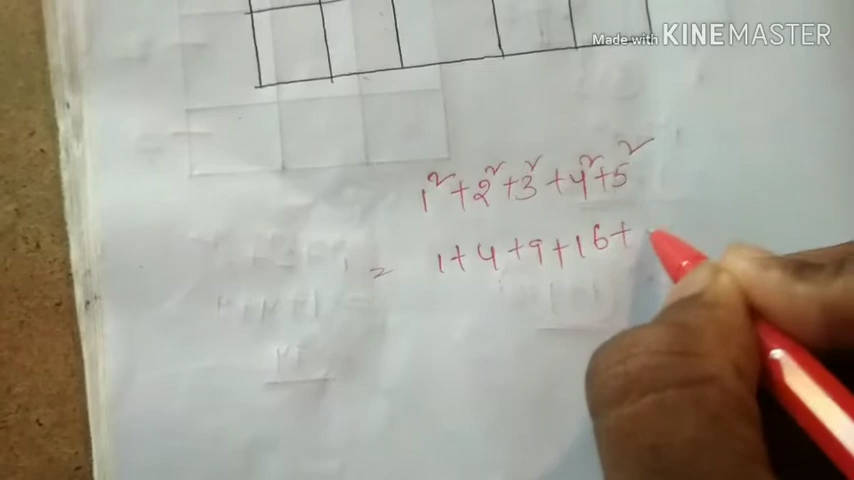 Made with KINEMASTER
1² + 2² + 3² + 4² + 5²
= 1 + 4 + 9 + 16 +